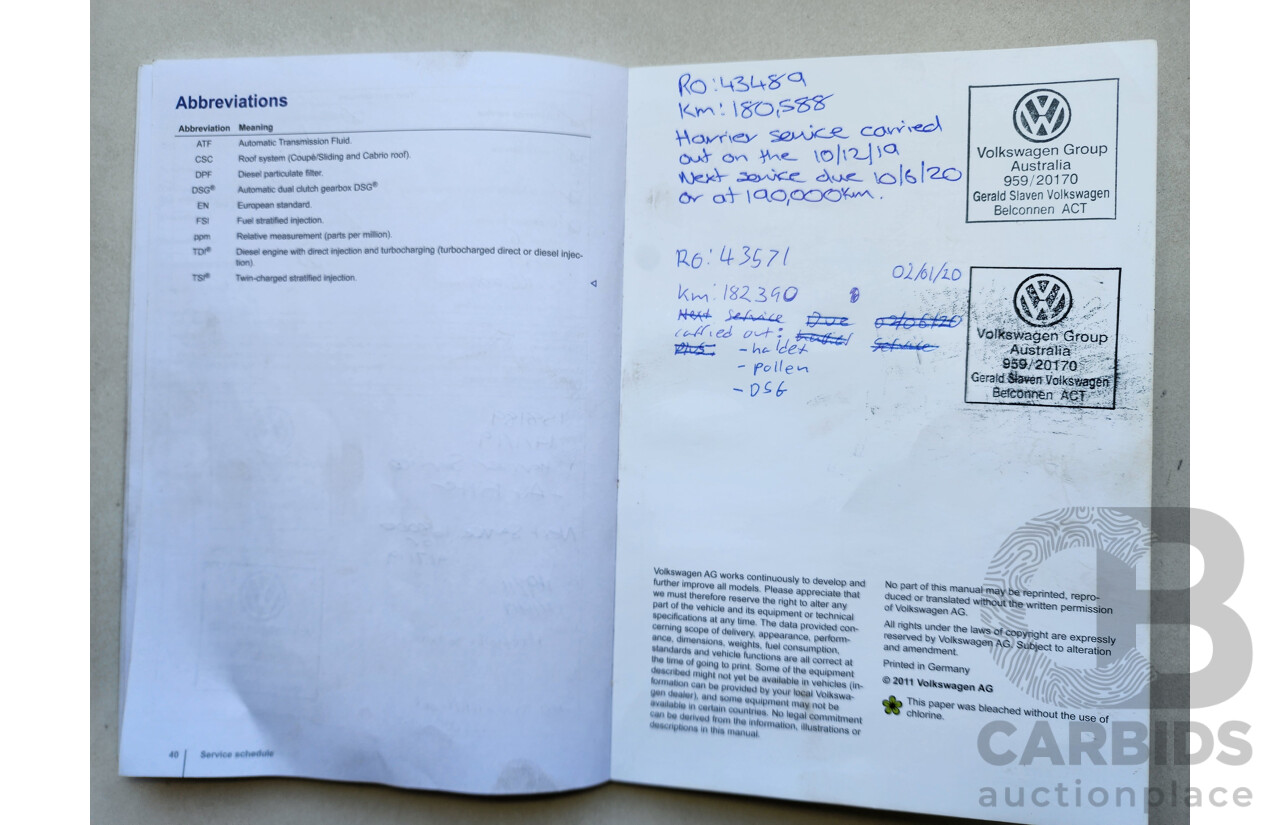 Abbreviations
Abbreviation Meaning
ATF Automatic Transmission Fluid.
CSC Roof system (Coupé/Sliding and Cabrio roof).
DPF Diesel particulate filter.
DSG® Automatic dual clutch gearbox DSG®
EN European standard.
FSI Fuel stratified injection.
ppm Relative measurement (parts per million).
TDI® Diesel engine with direct injection and turbocharging (turbocharged direct or diesel injec-
tion).
TSI® Twin-charged stratified injection.
40 Service schedule
RO:43489
Km:180,588
Harrier service carried
out on the 10/12/19
Next service due 10/6/20
or at 190,000km.
Volkswagen Group
Australia
959/20170
Gerald Slaven Volkswagen
Belconnen ACT
RO:43571
02/01/20
Km:182390
Next Service Due 02/06/20
carried out:
Service
- haldex
- pollen
- DSG
Volkswagen Group
Australia
959/20170
Gerald Slaven Volkswagen
Belconnen ACT
Volkswagen AG works continuously to develop and
further improve all models. Please appreciate that
we must therefore reserve the right to alter any
part of the vehicle and its equipment or technical
specifications at any time. The data provided con-
cerning scope of delivery, appearance, perform-
ance, dimensions, weights, fuel consumption,
standards and vehicle functions are all correct at
the time of going to print. Some of the equipment
described might not yet be available in vehicles (in-
formation can be provided by your local Volkswa-
gen dealer), and some equipment may not be
available in certain countries. No legal commitment
can be derived from the information, illustrations or
descriptions in this manual.
No part of this manual may be reprinted, repro-
duced or translated without the written permission
of Volkswagen AG.
All rights under the laws of copyright are expressly
reserved by Volkswagen AG. Subject to alteration
and amendment.
Printed in Germany
© 2011 Volkswagen AG
This paper was bleached without the use of
chlorine.
CARBIDS
auctionplace